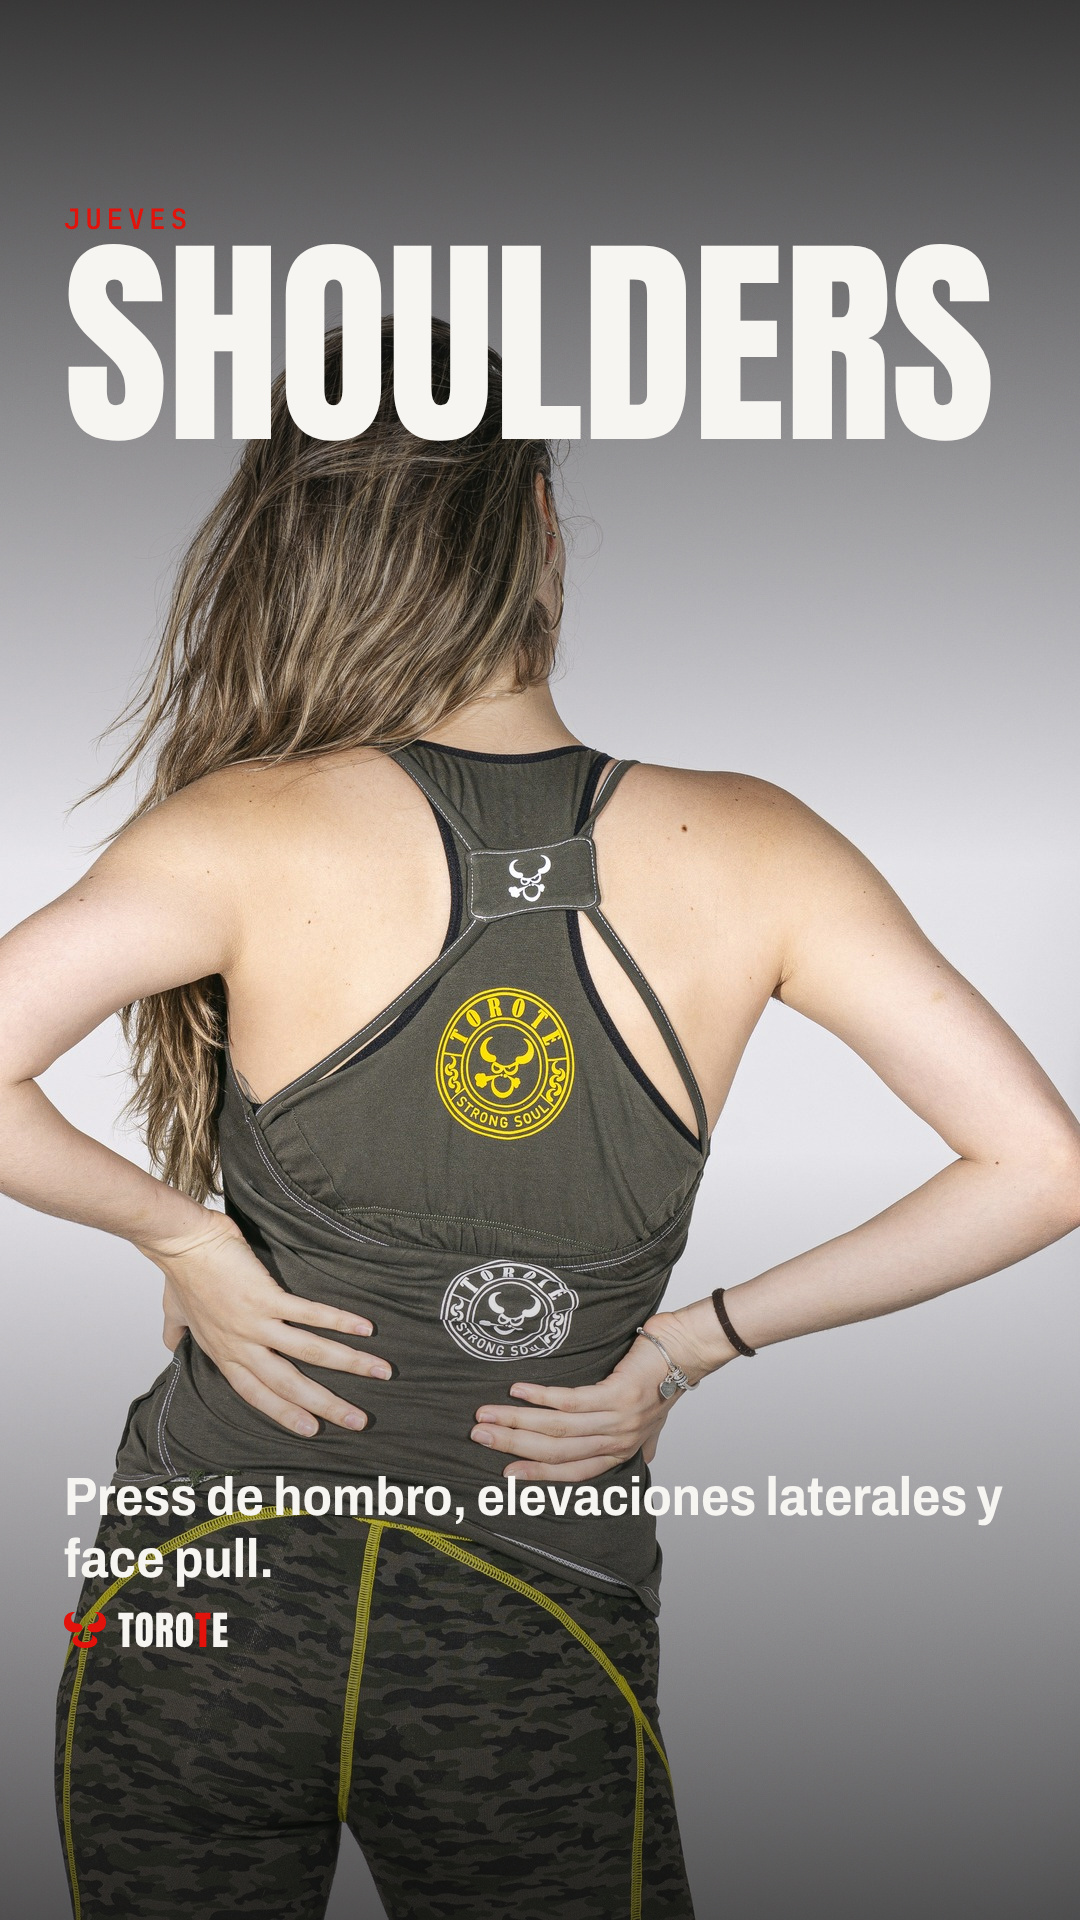 JUEVES
SHOULDERS
TOROTE
STRONG SOUL
TOROTE
STRONG SOUL
Press de hombro, elevaciones laterales y
face pull.
TOROTE